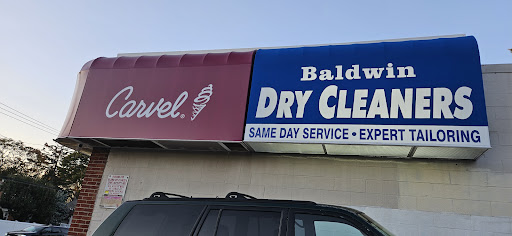 Carvel®
Baldwin
DRY CLEANERS
SAME DAY SERVICE • EXPERT TAILORING